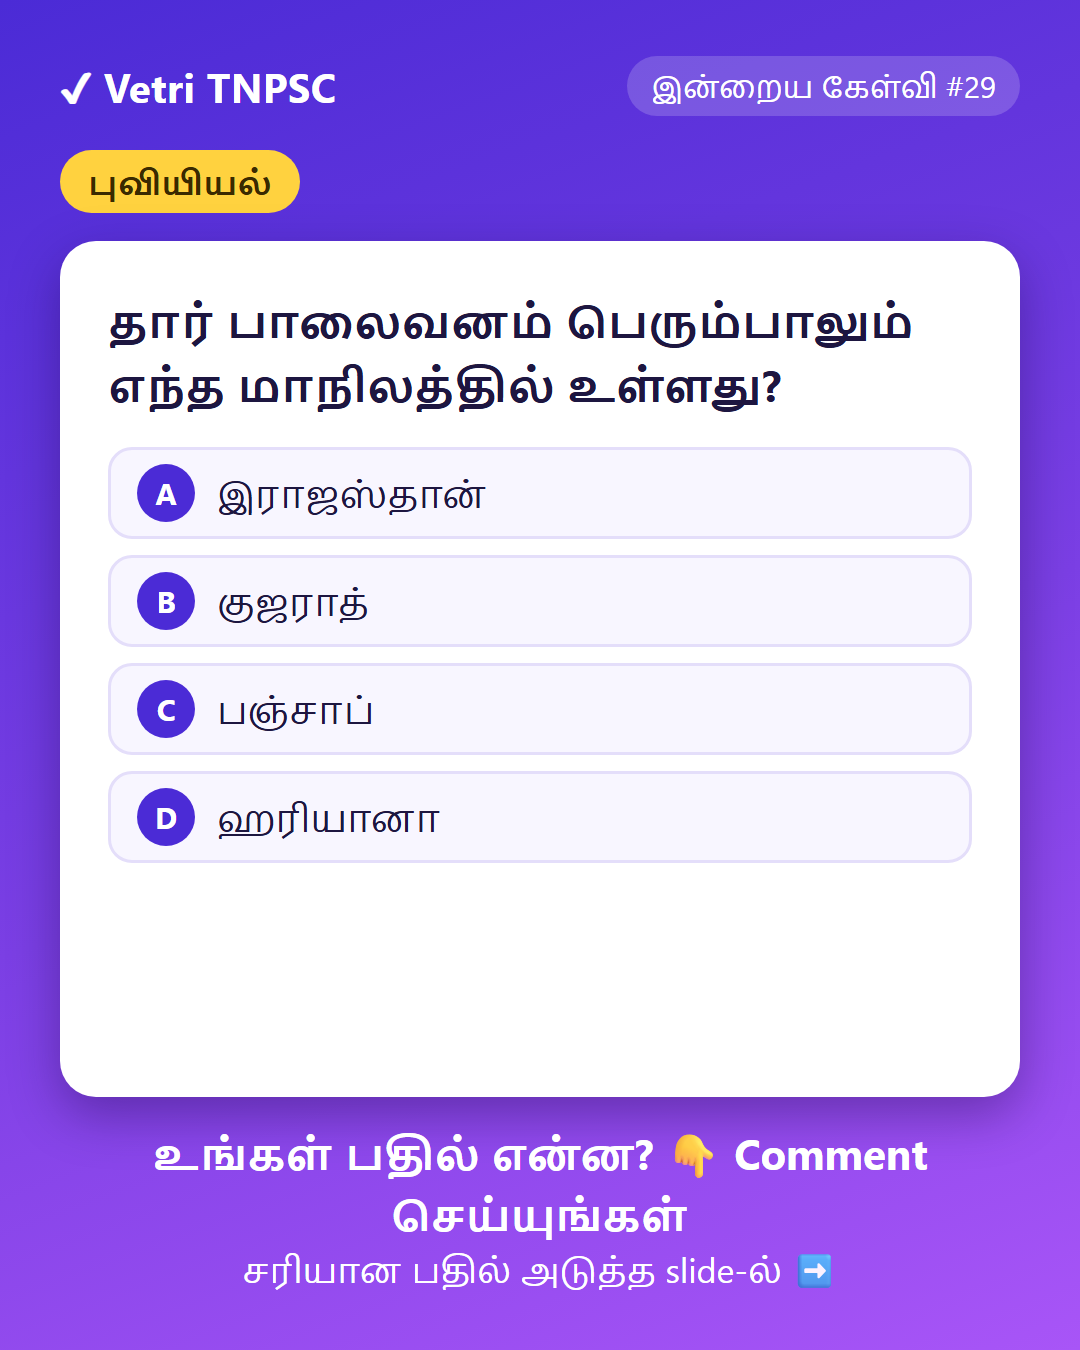 ✔ Vetri TNPSC
இன்றைய கேள்வி #29
புவியியல்
தார் பாலைவனம் பெரும்பாலும்
எந்த மாநிலத்தில் உள்ளது?
A இராஜஸ்தான்
B குஜராத்
C பஞ்சாப்
D ஹரியானா
உங்கள் பதில் என்ன? 👇 Comment
செய்யுங்கள்
சரியான பதில் அடுத்த slide-ல் ➡️